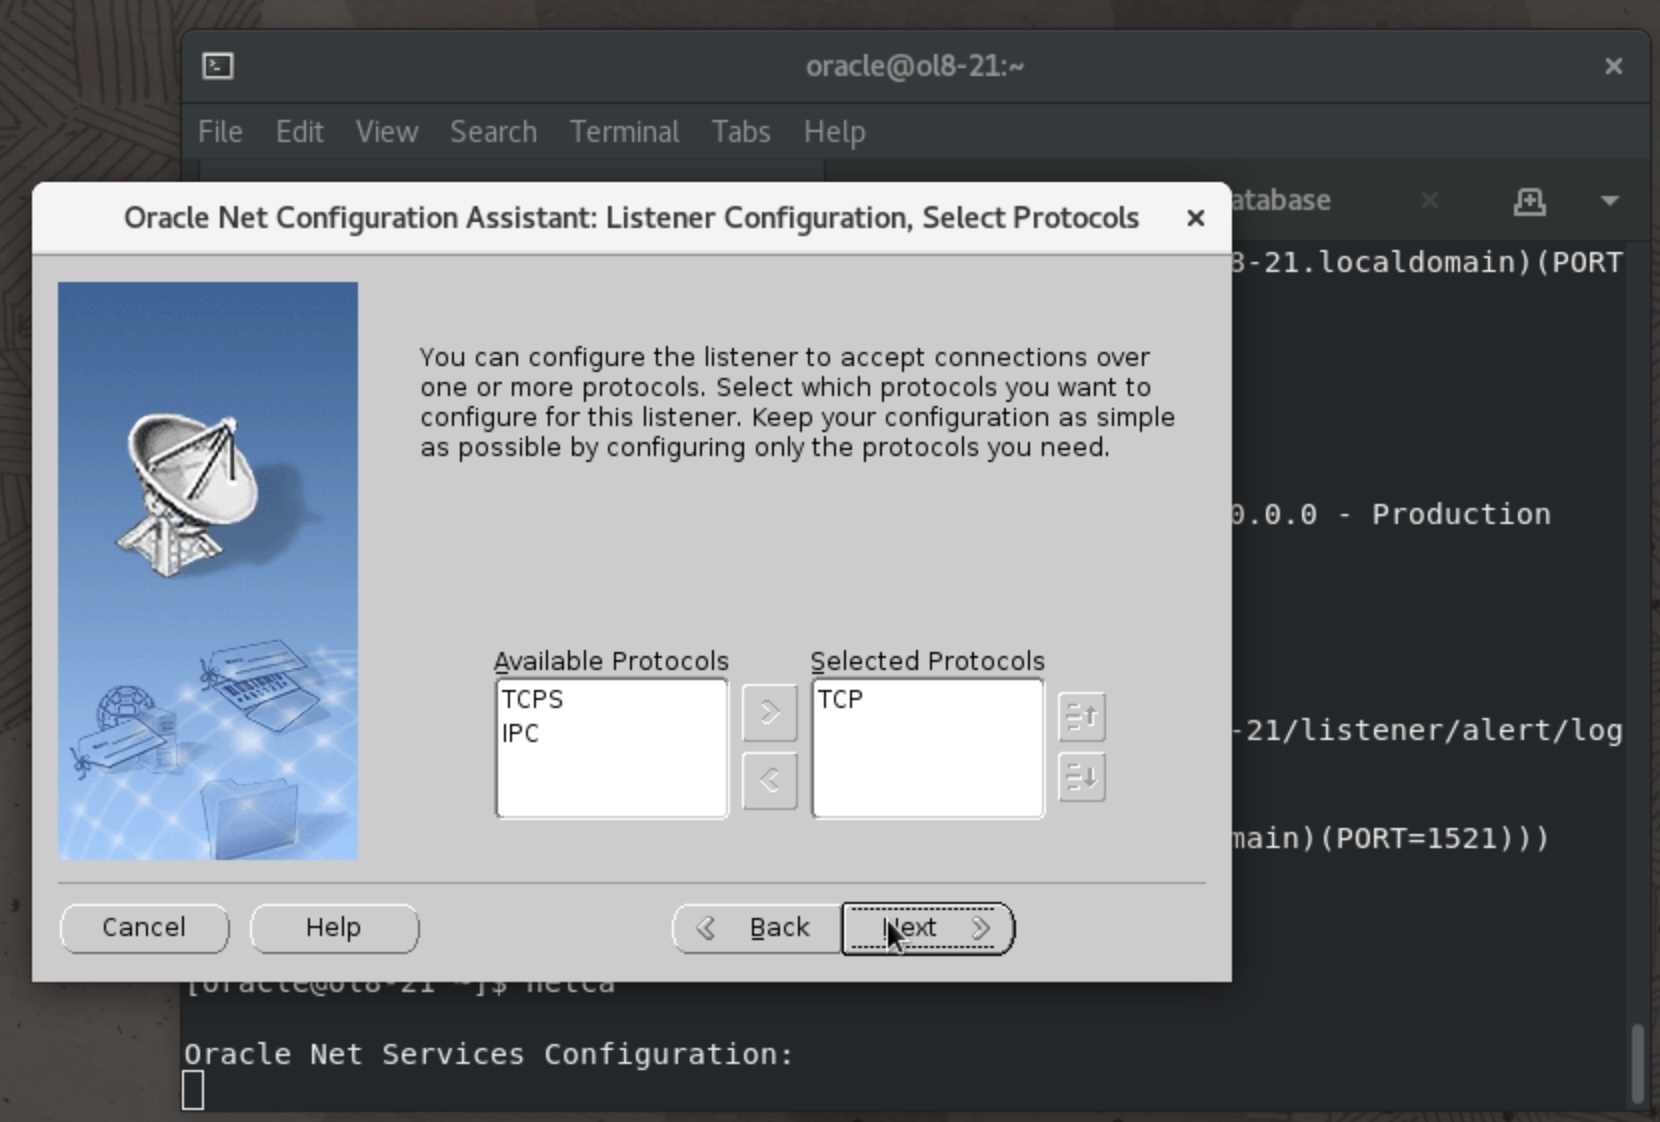 oracle@ol8-21:~
File Edit View Search Terminal Tabs Help
atabase
Oracle Net Configuration Assistant: Listener Configuration, Select Protocols
8-21.localdomain)(PORT
You can configure the listener to accept connections over
one or more protocols. Select which protocols you want to
configure for this listener. Keep your configuration as simple
as possible by configuring only the protocols you need.
0.0.0 - Production
Available Protocols
TCPS
IPC
Selected Protocols
TCP
-21/listener/alert/log
main)(PORT=1521)))
Cancel Help Back Next
[oracle@ol8-21 ~]$ netca
Oracle Net Services Configuration: